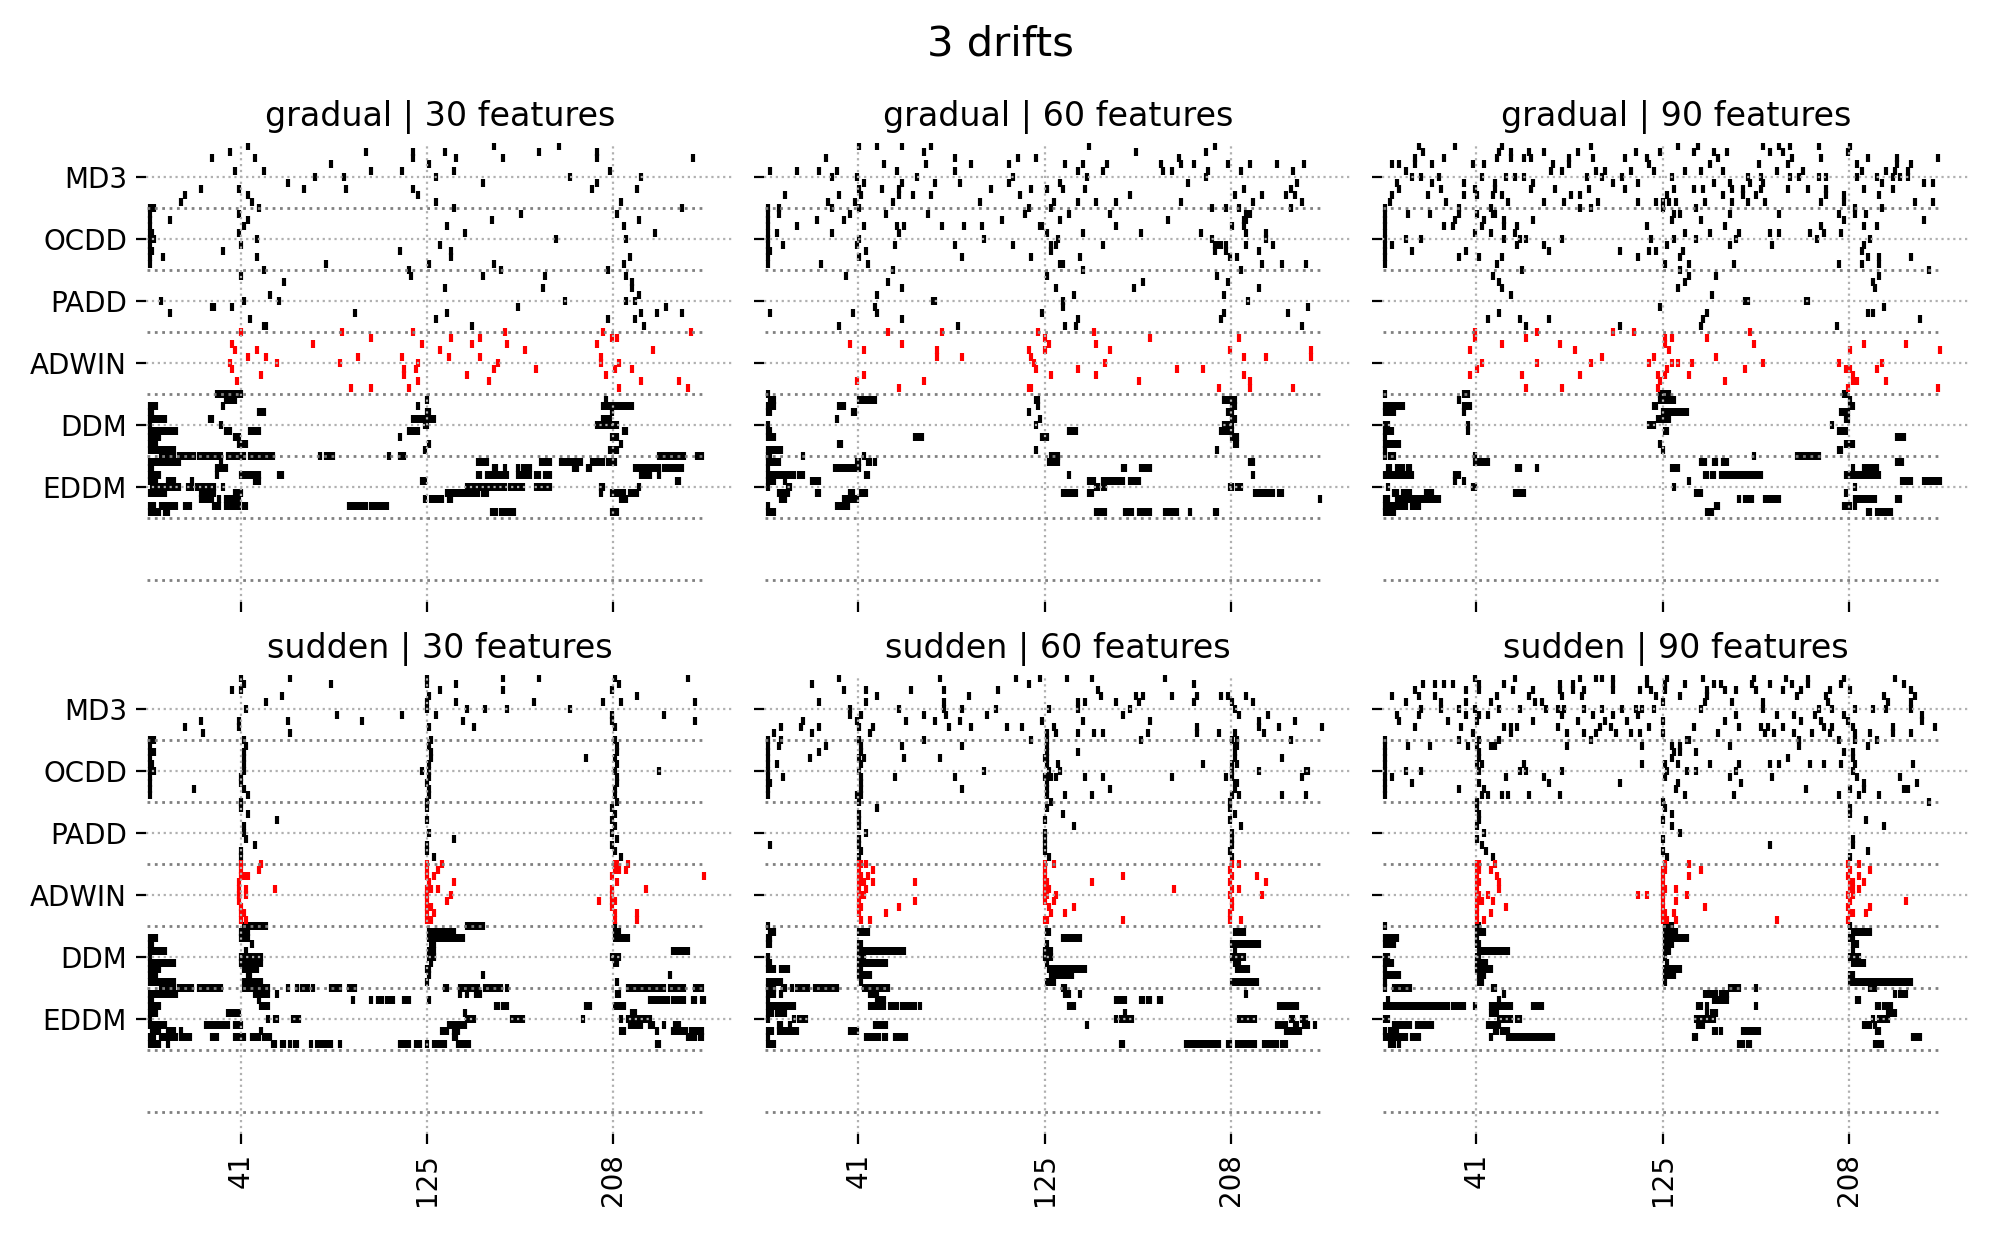 3 drifts
gradual | 30 features
gradual | 60 features
gradual | 90 features
MD3
OCDD
PADD
ADWIN
DDM
EDDM
sudden | 30 features
sudden | 60 features
sudden | 90 features
MD3
OCDD
PADD
ADWIN
DDM
EDDM
41
125
208
41
125
208
41
125
208